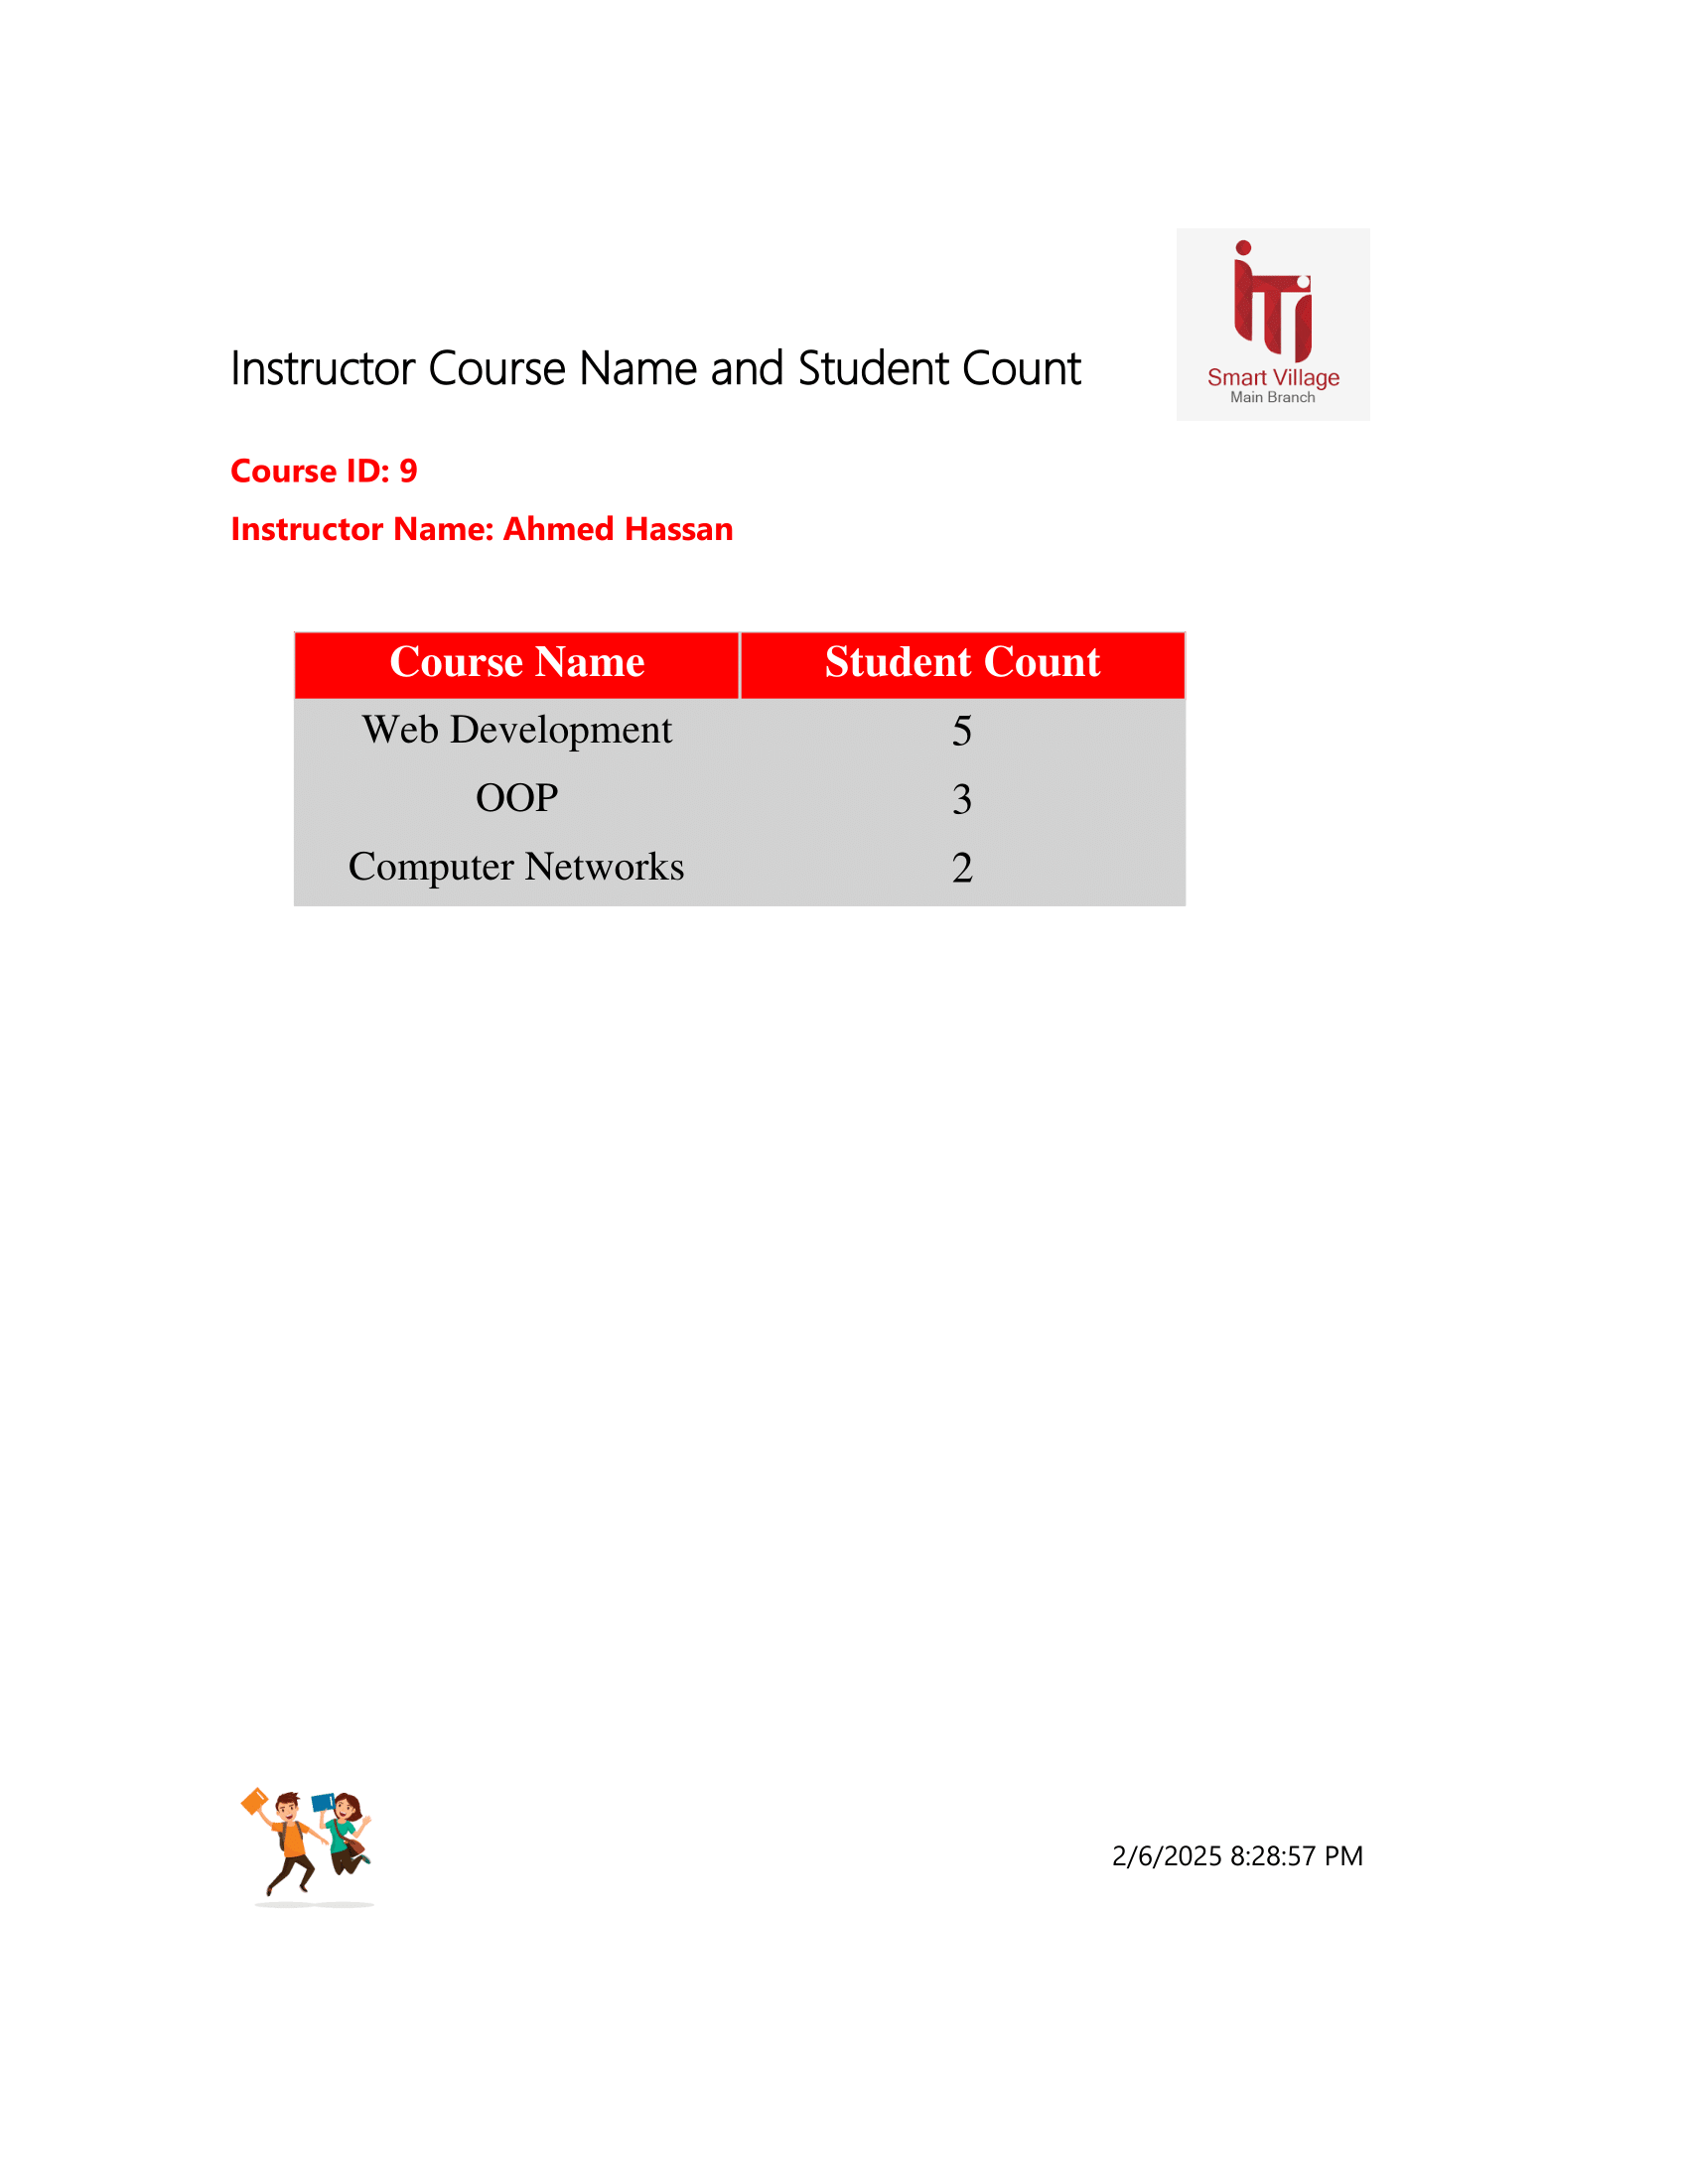 Instructor Course Name and Student Count
iTi
Smart Village
Main Branch
Course ID: 9
Instructor Name: Ahmed Hassan
Course Name Student Count
Web Development 5
OOP 3
Computer Networks 2
2/6/2025 8:28:57 PM